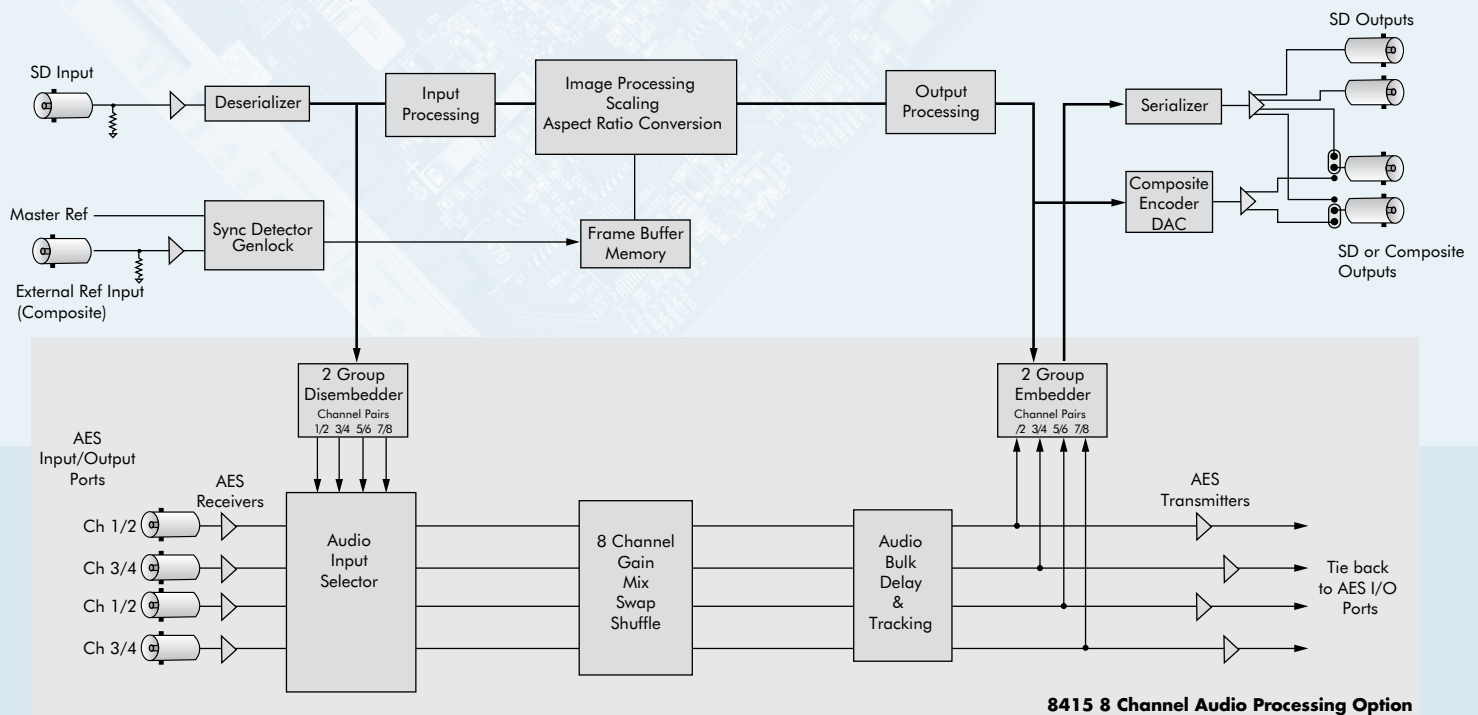 SD Outputs
SD Input
Deserializer
Input
Processing
Image Processing
Scaling
Aspect Ratio Conversion
Output
Processing
Serializer
Master Ref
Sync Detector
Genlock
Frame Buffer
Memory
Composite
Encoder
DAC
External Ref Input
(Composite)
SD or Composite
Outputs
2 Group
Disembedder
Channel Pairs
1/2 3/4 5/6 7/8
2 Group
Embedder
Channel Pairs
/2 3/4 5/6 7/8
AES
Input/Output
Ports
AES
Receivers
AES
Transmitters
Ch 1/2
Ch 3/4
Ch 1/2
Ch 3/4
Audio
Input
Selector
8 Channel
Gain
Mix
Swap
Shuffle
Audio
Bulk
Delay
&
Tracking
Tie back
to AES I/O
Ports
8415 8 Channel Audio Processing Option